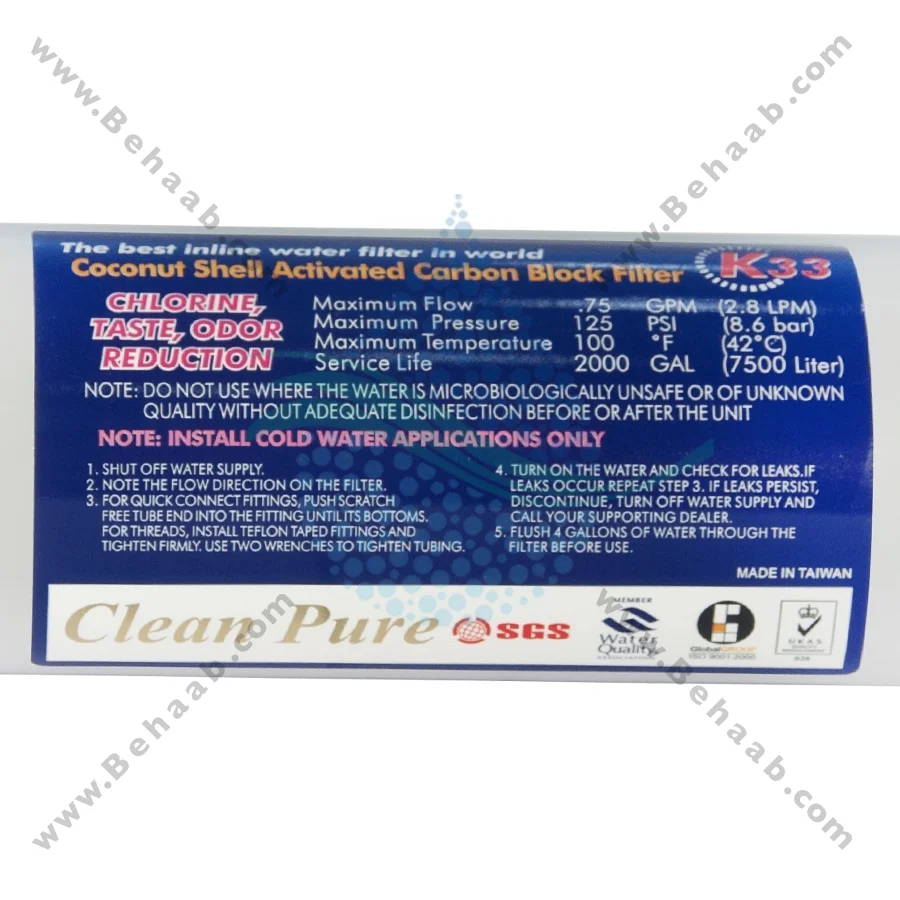 www.Behaab.com
www.Behaab.com
The best inline water filter in world
Coconut Shell Activated Carbon Block Filter
K33
CHLORINE,
TASTE, ODOR
REDUCTION
Maximum Flow .75 GPM (2.8 LPM)
Maximum Pressure 125 PSI (8.6 bar)
Maximum Temperature 100 °F (42°C)
Service Life 2000 GAL (7500 Liter)
NOTE: DO NOT USE WHERE THE WATER IS MICROBIOLOGICALLY UNSAFE OR OF UNKNOWN
QUALITY WITHOUT ADEQUATE DISINFECTION BEFORE OR AFTER THE UNIT
NOTE: INSTALL COLD WATER APPLICATIONS ONLY
1. SHUT OFF WATER SUPPLY.
2. NOTE THE FLOW DIRECTION ON THE FILTER.
3. FOR QUICK CONNECT FITTINGS, PUSH SCRATCH
FREE TUBE END INTO THE FITTING UNTIL ITS BOTTOMS.
FOR THREADS, INSTALL TEFLON TAPED FITTINGS AND
TIGHTEN FIRMLY. USE TWO WRENCHES TO TIGHTEN TUBING.
4. TURN ON THE WATER AND CHECK FOR LEAKS.IF
LEAKS OCCUR REPEAT STEP 3. IF LEAKS PERSIST,
DISCONTINUE, TURN OFF WATER SUPPLY AND
CALL YOUR SUPPORTING DEALER.
5. FLUSH 4 GALLONS OF WATER THROUGH THE
FILTER BEFORE USE.
MADE IN TAIWAN
Clean Pure
SGS
MEMBER
Water
Quality
ASSOCIATION
GlobalGROUP
ISO 9001:2000
UKAS
QUALITY
www.Behaab.com
www.Behaab.com